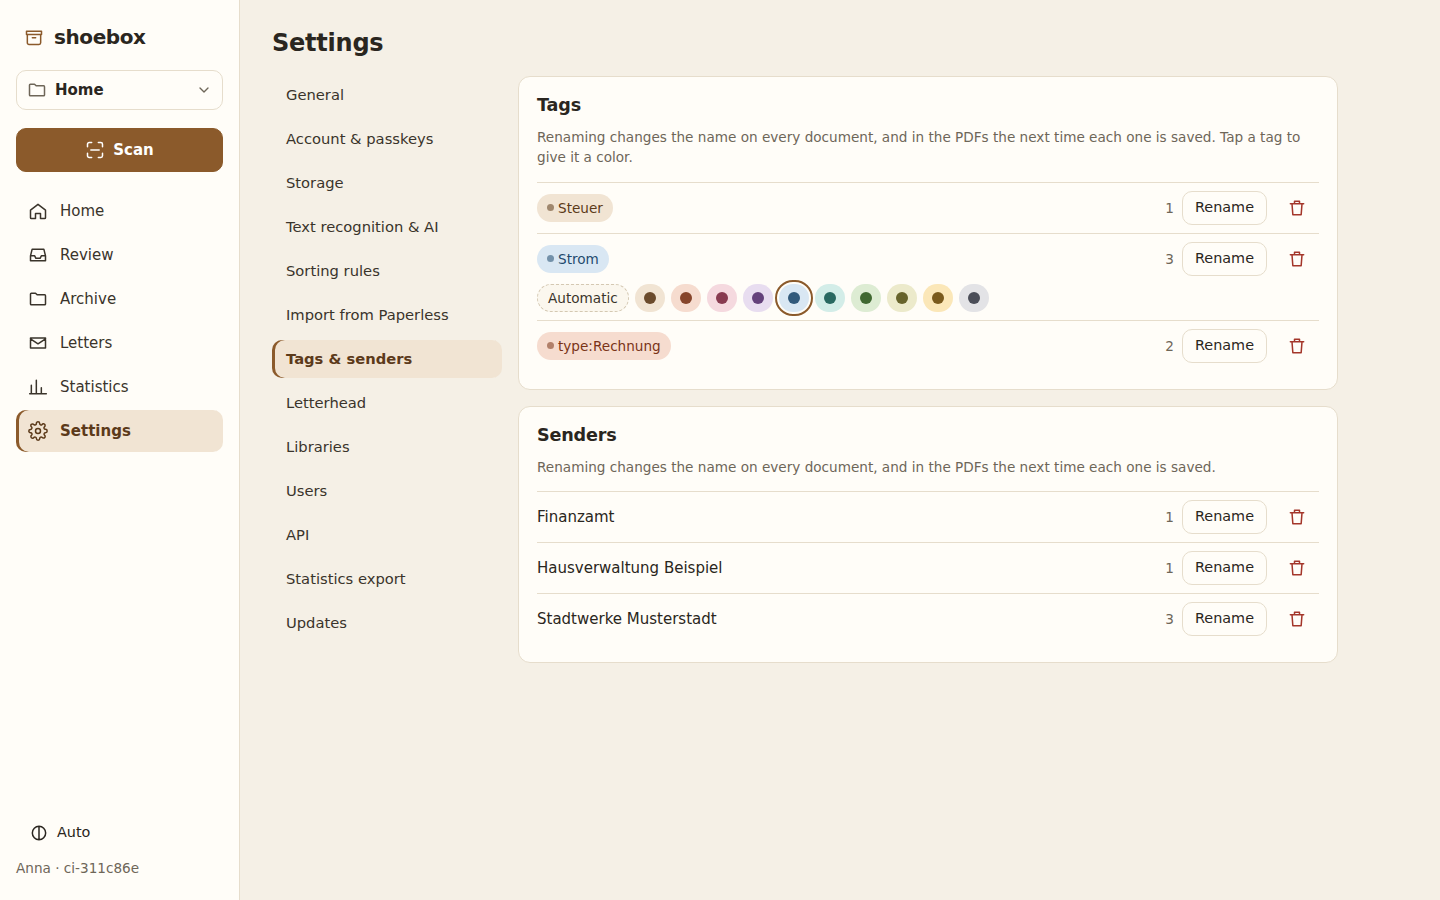 shoebox
Home
Scan
Home
Review
Archive
Letters
Statistics
Settings
Auto
Anna · ci-311c86e
Settings
General
Account & passkeys
Storage
Text recognition & AI
Sorting rules
Import from Paperless
Tags & senders
Letterhead
Libraries
Users
API
Statistics export
Updates
Tags
Renaming changes the name on every document, and in the PDFs the next time each one is saved. Tap a tag to
give it a color.
Steuer 1 Rename
Strom 3 Rename
Automatic
type:Rechnung 2 Rename
Senders
Renaming changes the name on every document, and in the PDFs the next time each one is saved.
Finanzamt 1 Rename
Hausverwaltung Beispiel 1 Rename
Stadtwerke Musterstadt 3 Rename